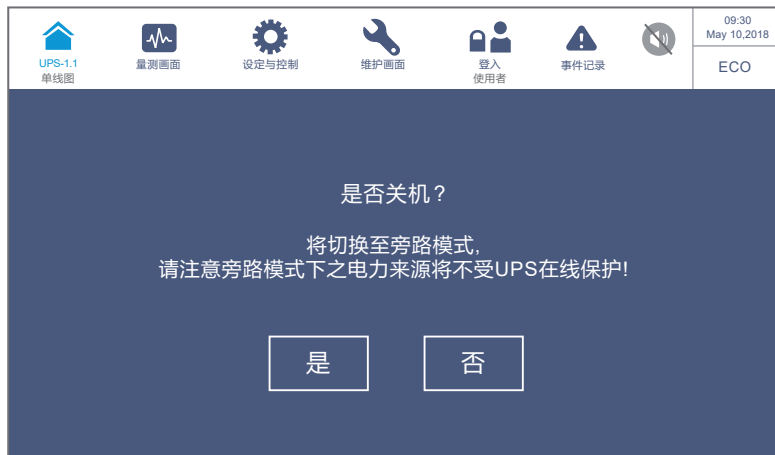 UPS-1.1
单线图
量测画面
设定与控制
维护画面
登入
使用者
事件记录
09:30
May 10,2018
ECO
是否关机？
将切换至旁路模式,
请注意旁路模式下之电力来源将不受UPS在线保护!
是
否